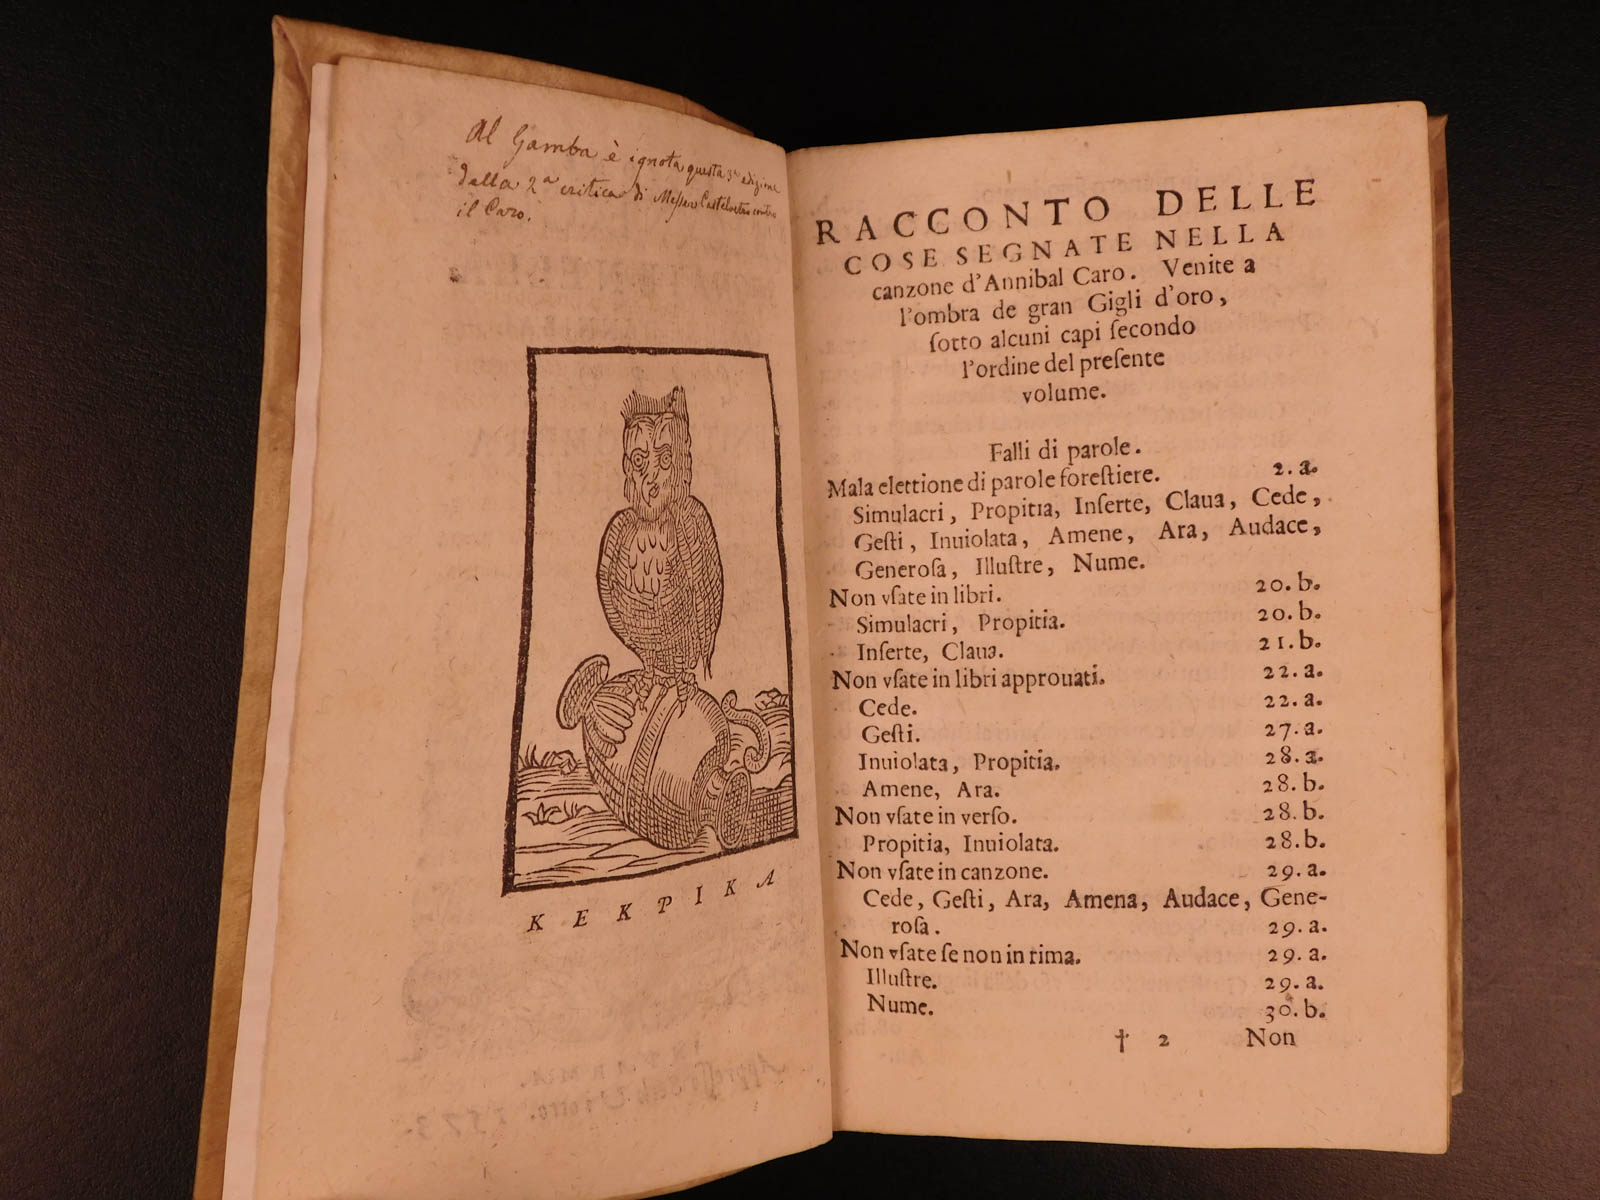 Al Gamba è ignota questa 3ª edizione
della 2ª critica di Messer Castelvetro contro
il Caro.
ΚΕΚΡΙΚΑ
RACCONTO DELLE
COSE SEGNATE NELLA
canzone d'Annibal Caro. Venite a
l'ombra de gran Gigli d'oro,
ſotto alcuni capi ſecondo
l'ordine del preſente
volume.
Falli di parole.
Mala elettione di parole foreſtiere. 2. a.
Simulacri, Propitia, Inſerte, Claua, Cede,
Geſti, Inuiolata, Amene, Ara, Audace,
Generoſa, Illuſtre, Nume.
Non vſate in libri. 20. b.
Simulacri, Propitia. 20. b.
Inſerte, Claua. 21. b.
Non vſate in libri approuati. 22. a.
Cede. 22. a.
Geſti. 27. a.
Inuiolata, Propitia. 28. a.
Amene, Ara. 28. b.
Non vſate in verſo. 28. b.
Propitia, Inuiolata. 28. b.
Non vſate in canzone. 29. a.
Cede, Geſti, Ara, Amena, Audace, Gene-
roſa. 29. a.
Non vſate ſe non in rima. 29. a.
Illuſtre. 29. a.
Nume. 30. b.
† 2 Non